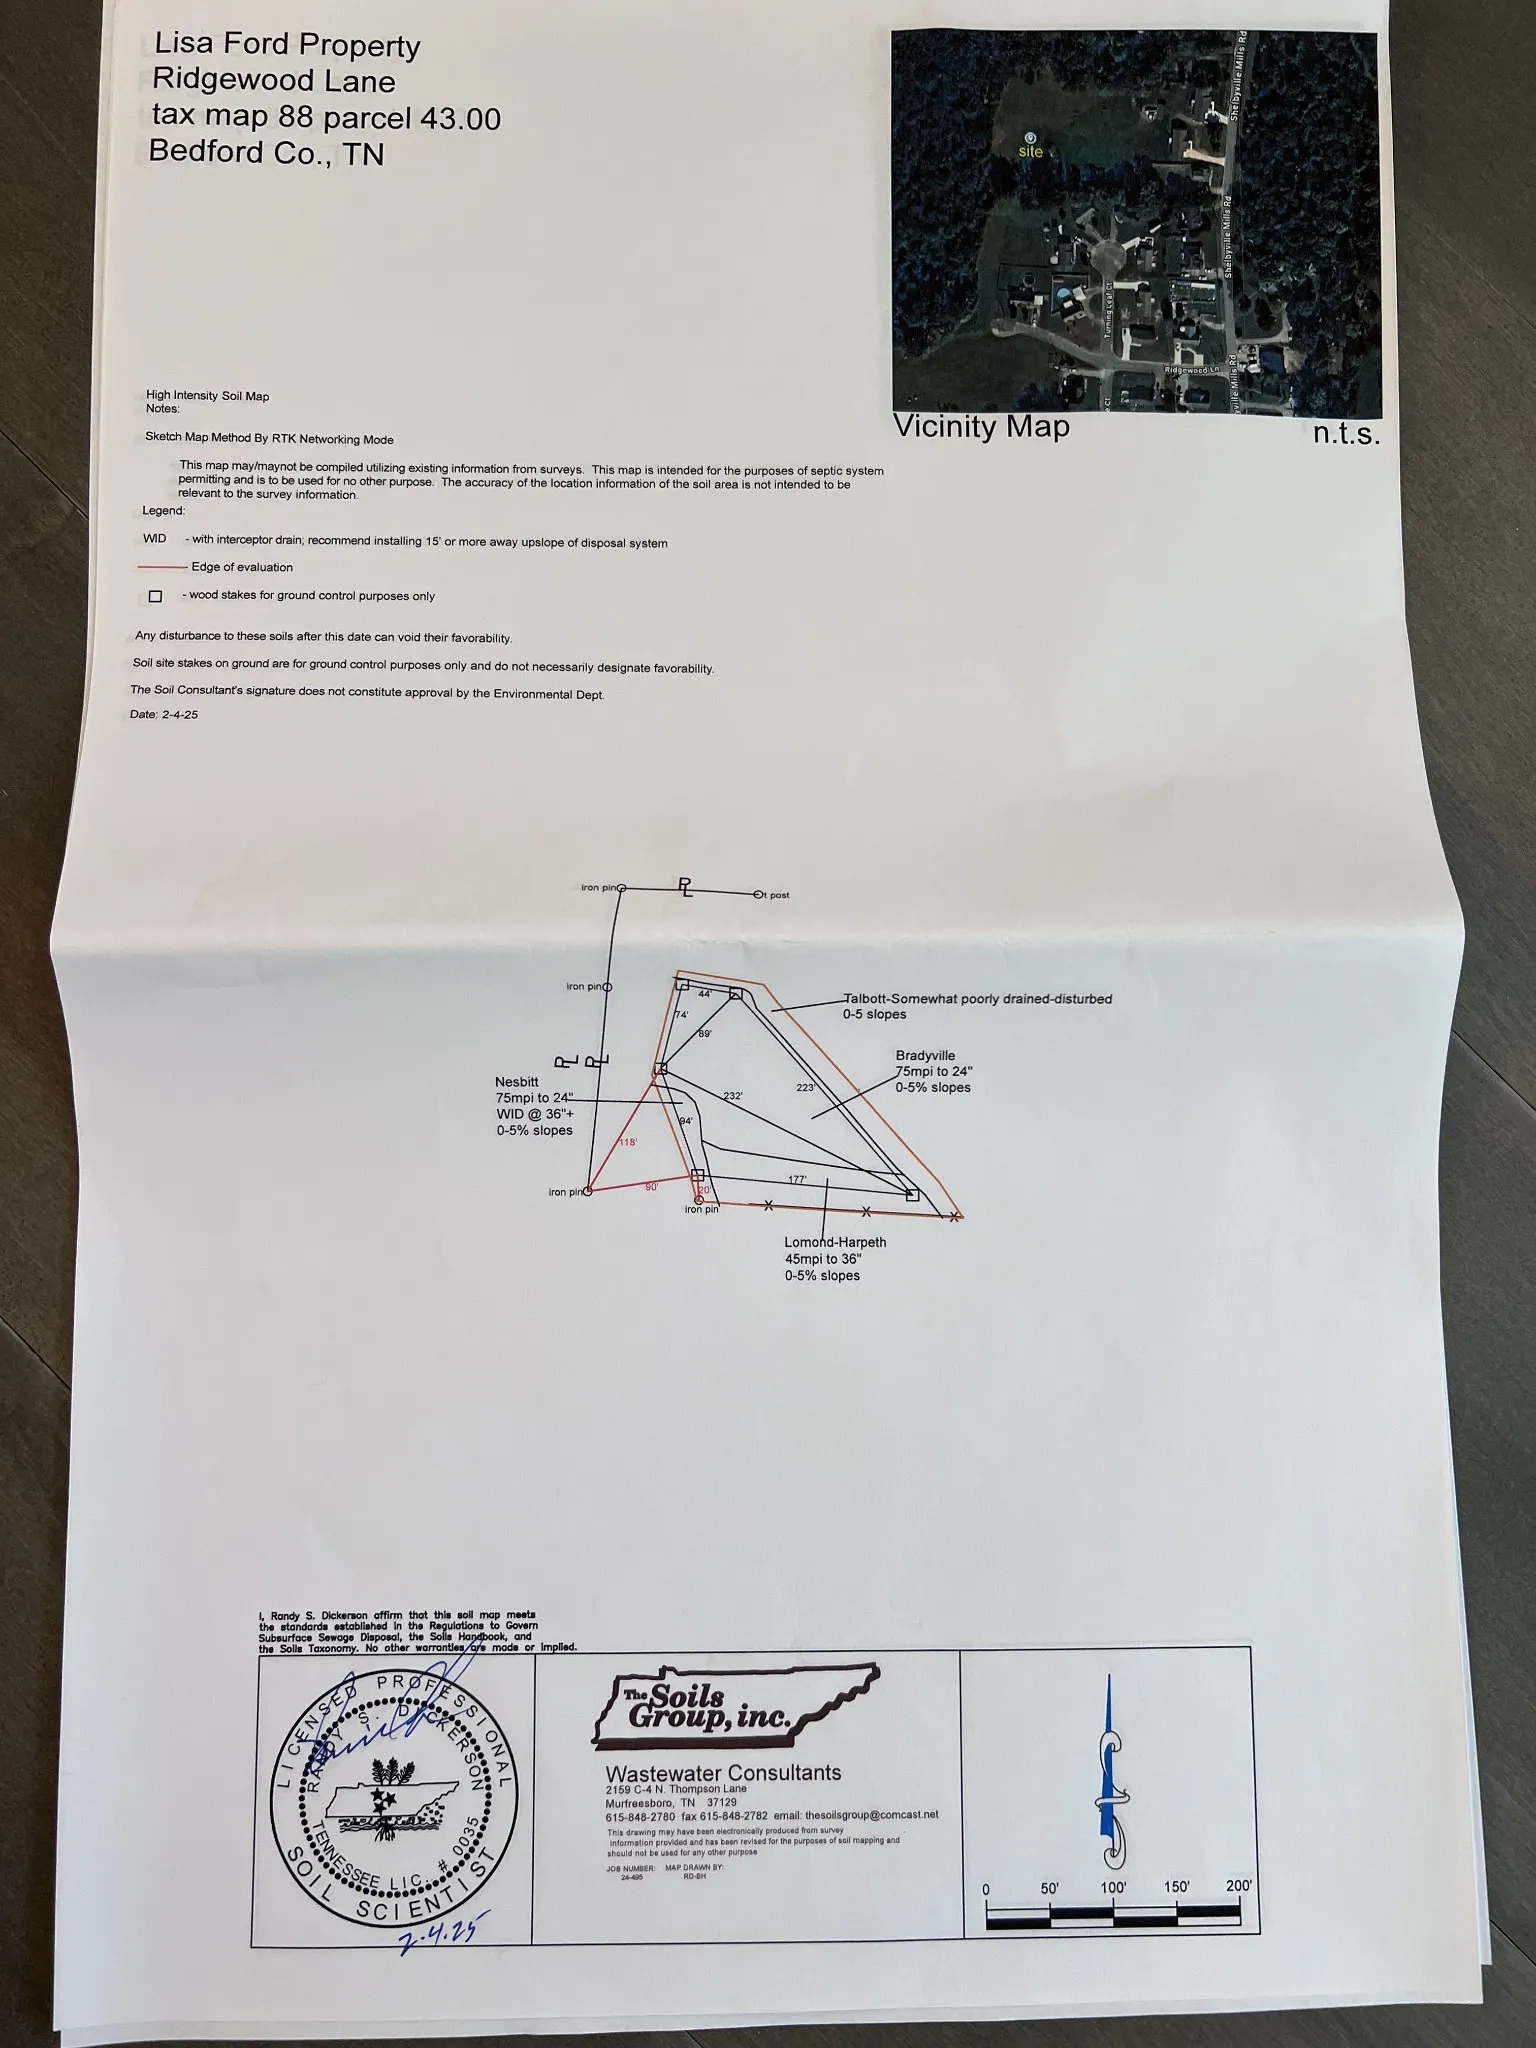 Lisa Ford Property
Ridgewood Lane
tax map 88 parcel 43.00
Bedford Co., TN
Shelbyville Mills Rd
site
Shelbyville Mills Rd
Turning Leaf Ct
Ridgewood Ln
yville Mills Rd
e Ct
Vicinity Map
n.t.s.
High Intensity Soil Map
Notes:
Sketch Map Method By RTK Networking Mode
This map may/maynot be compiled utilizing existing information from surveys. This map is intended for the purposes of septic system
permitting and is to be used for no other purpose. The accuracy of the location information of the soil area is not intended to be
relevant to the survey information.
Legend:
WID - with interceptor drain; recommend installing 15' or more away upslope of disposal system
Edge of evaluation
- wood stakes for ground control purposes only
Any disturbance to these soils after this date can void their favorability.
Soil site stakes on ground are for ground control purposes only and do not necessarily designate favorability.
The Soil Consultant's signature does not constitute approval by the Environmental Dept.
Date: 2-4-25
iron pin
PL
t post
iron pin
44'
Talbott-Somewhat poorly drained-disturbed
0-5 slopes
74'
89'
PL PL
Bradyville
75mpi to 24"
0-5% slopes
Nesbitt
75mpi to 24"
WID @ 36"+
0-5% slopes
223'
232'
94'
118'
177'
iron pin
90'
20'
iron pin
X X X
Lomond-Harpeth
45mpi to 36"
0-5% slopes
I, Randy S. Dickerson affirm that this soil map meets
the standards established in the Regulations to Govern
Subsurface Sewage Disposal, the Soils Handbook, and
the Soils Taxonomy. No other warranties are made or implied.
LICENSED PROFESSIONAL
RANDY S. DICKERSON
TENNESSEE LIC. # 0035
SOIL SCIENTIST
2.4.25
The Soils
Group, inc.
Wastewater Consultants
2159 C-4 N. Thompson Lane
Murfreesboro, TN 37129
615-848-2780 fax 615-848-2782 email: thesoilsgroup@comcast.net
This drawing may have been electronically produced from survey
information provided and has been revised for the purposes of soil mapping and
should not be used for any other purpose
JOB NUMBER: MAP DRAWN BY:
24-495 RD-BH
0 50' 100' 150' 200'